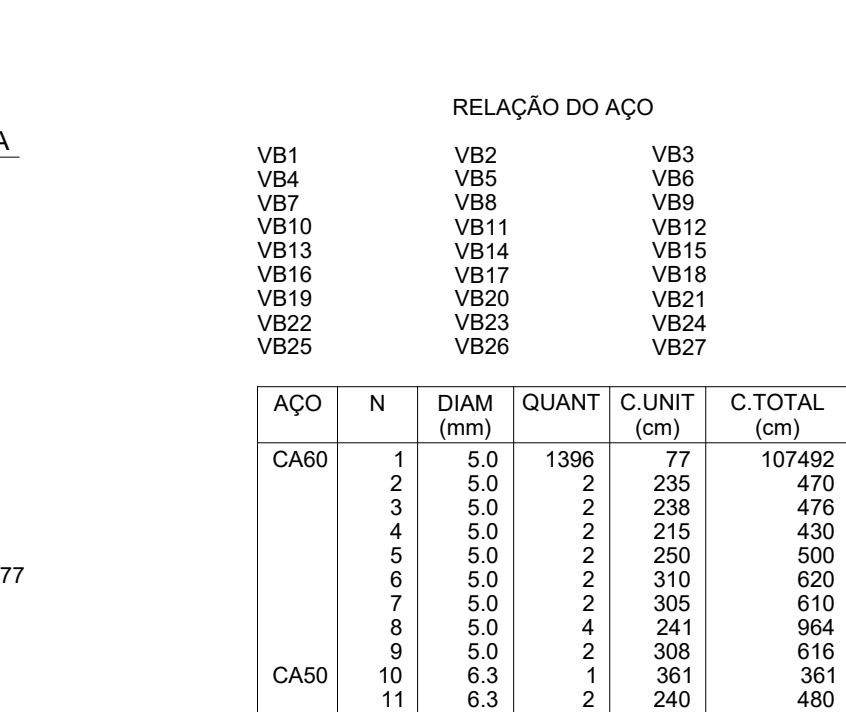 RELAÇÃO DO AÇO
A
VB1 VB2 VB3
VB4 VB5 VB6
VB7 VB8 VB9
VB10 VB11 VB12
VB13 VB14 VB15
VB16 VB17 VB18
VB19 VB20 VB21
VB22 VB23 VB24
VB25 VB26 VB27
AÇO N DIAM QUANT C.UNIT C.TOTAL
(mm) (cm) (cm)
CA60 1 5.0 1396 77 107492
2 5.0 2 235 470
3 5.0 2 238 476
4 5.0 2 215 430
5 5.0 2 250 500
77
6 5.0 2 310 620
7 5.0 2 305 610
8 5.0 4 241 964
9 5.0 2 308 616
CA50 10 6.3 1 361 361
11 6.3 2 240 480